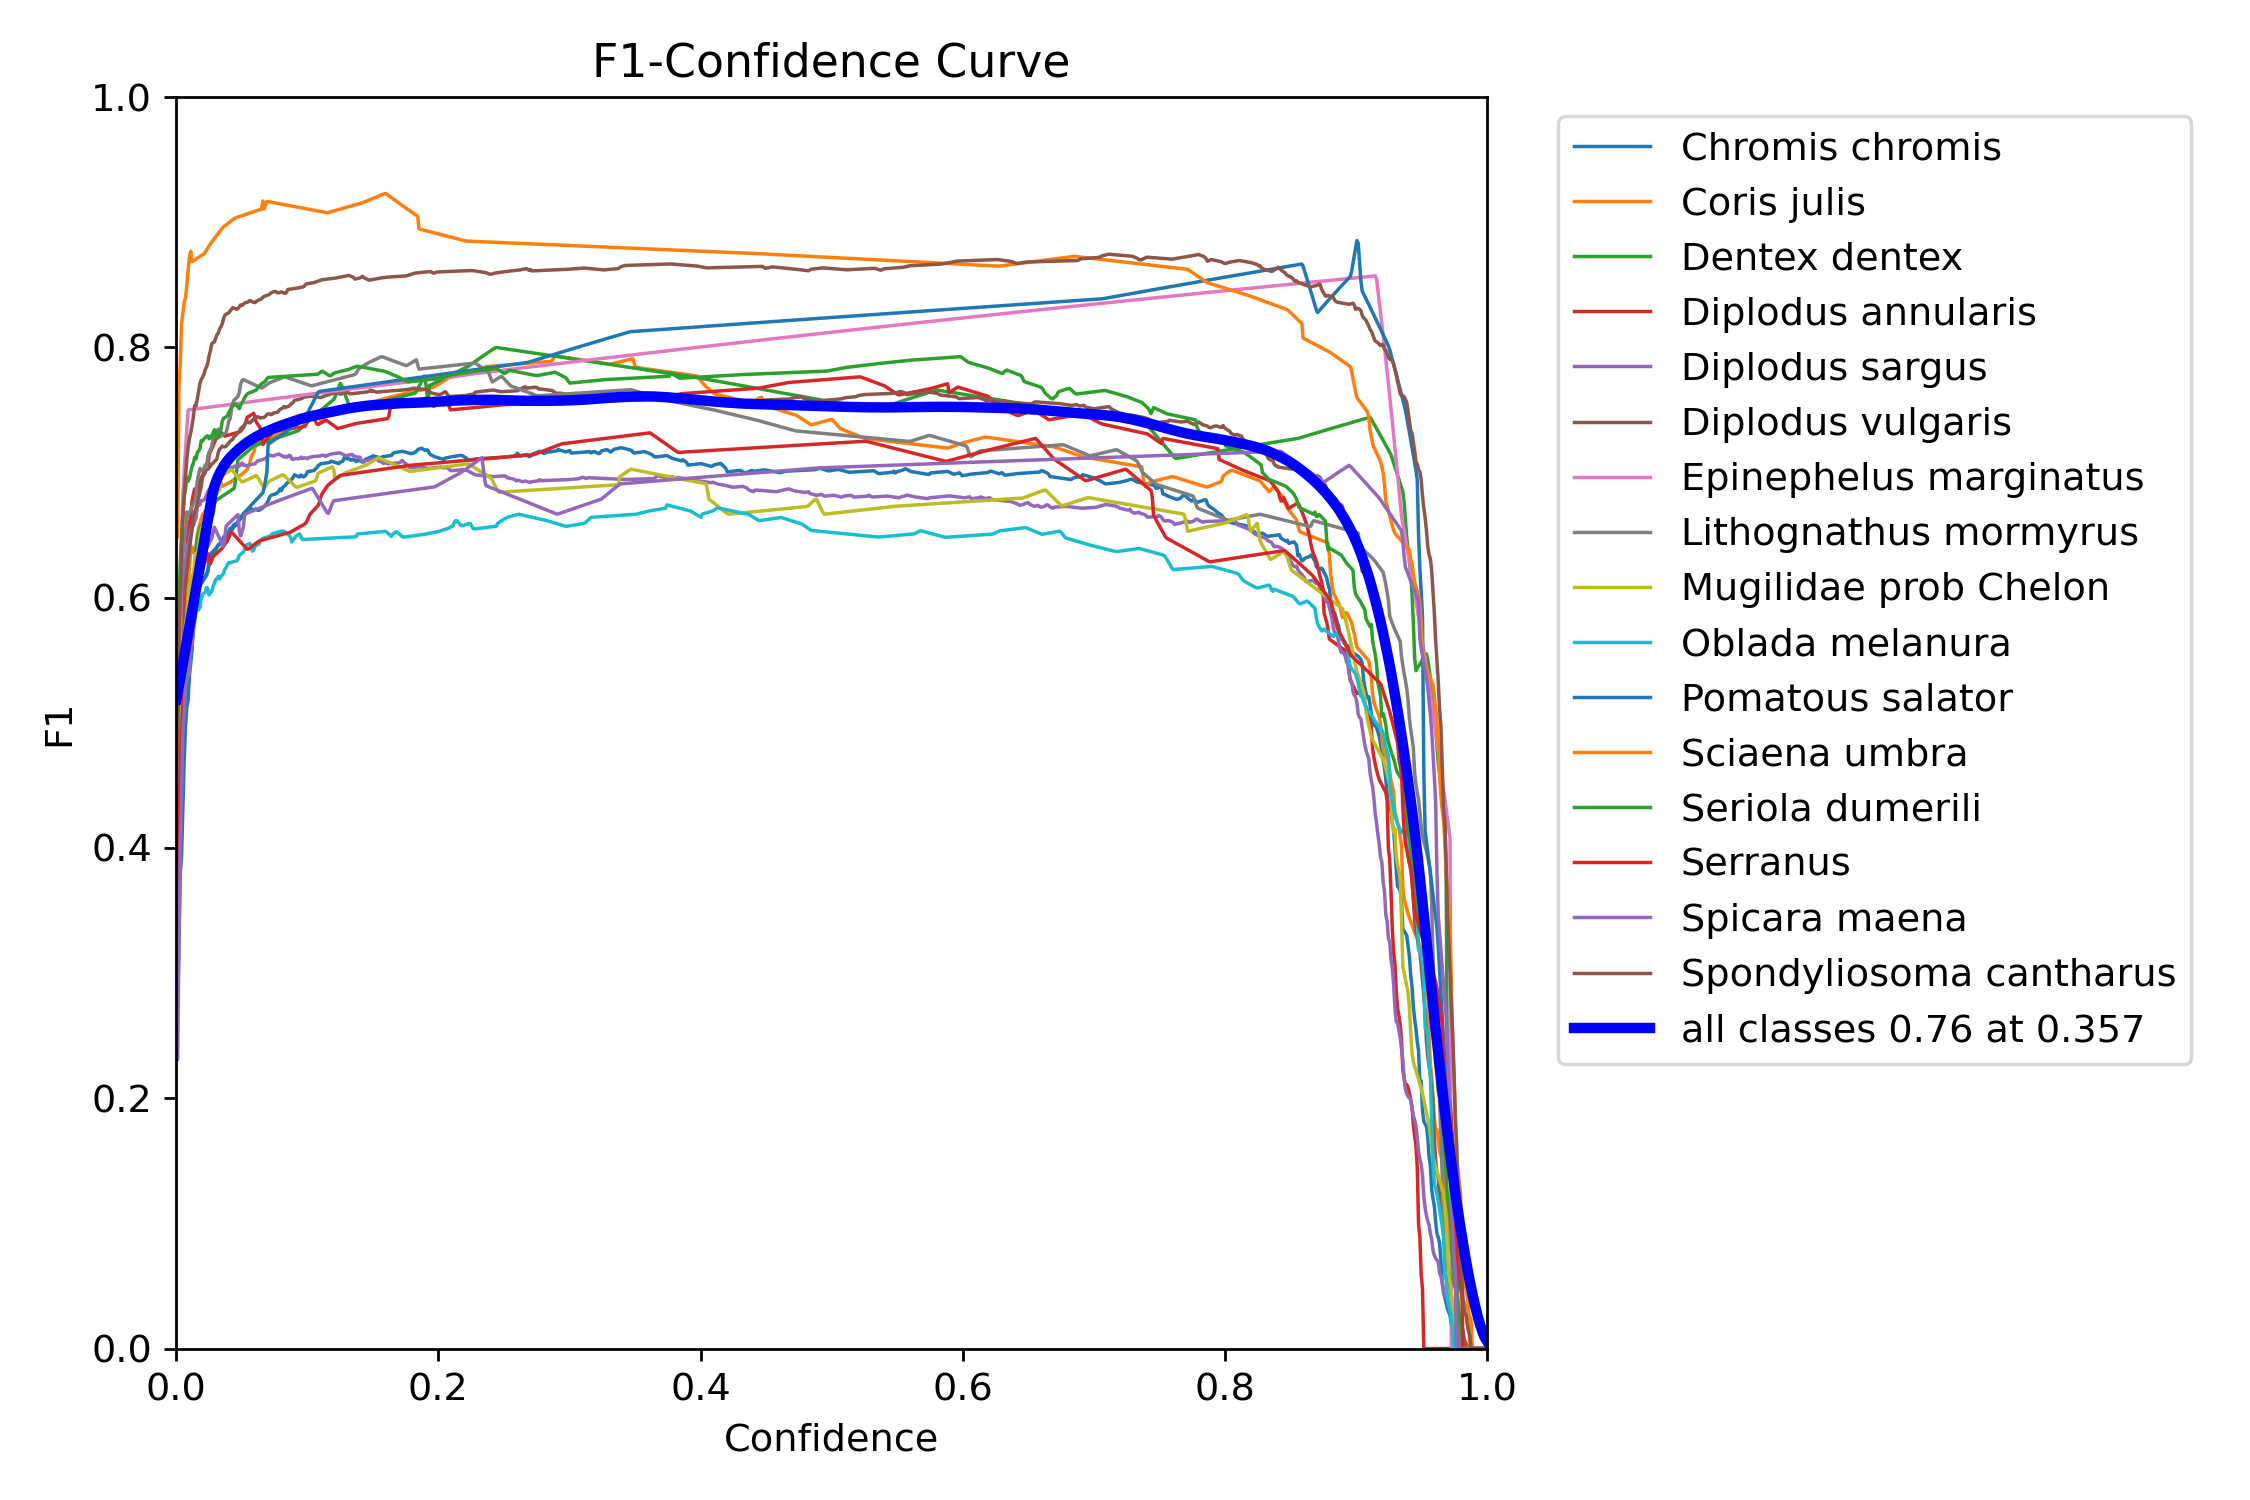 F1-Confidence Curve
1.0
0.8
0.6
0.4
0.2
0.0
F1
0.0 0.2 0.4 0.6 0.8 1.0
Confidence
Chromis chromis
Coris julis
Dentex dentex
Diplodus annularis
Diplodus sargus
Diplodus vulgaris
Epinephelus marginatus
Lithognathus mormyrus
Mugilidae prob Chelon
Oblada melanura
Pomatous salator
Sciaena umbra
Seriola dumerili
Serranus
Spicara maena
Spondyliosoma cantharus
all classes 0.76 at 0.357